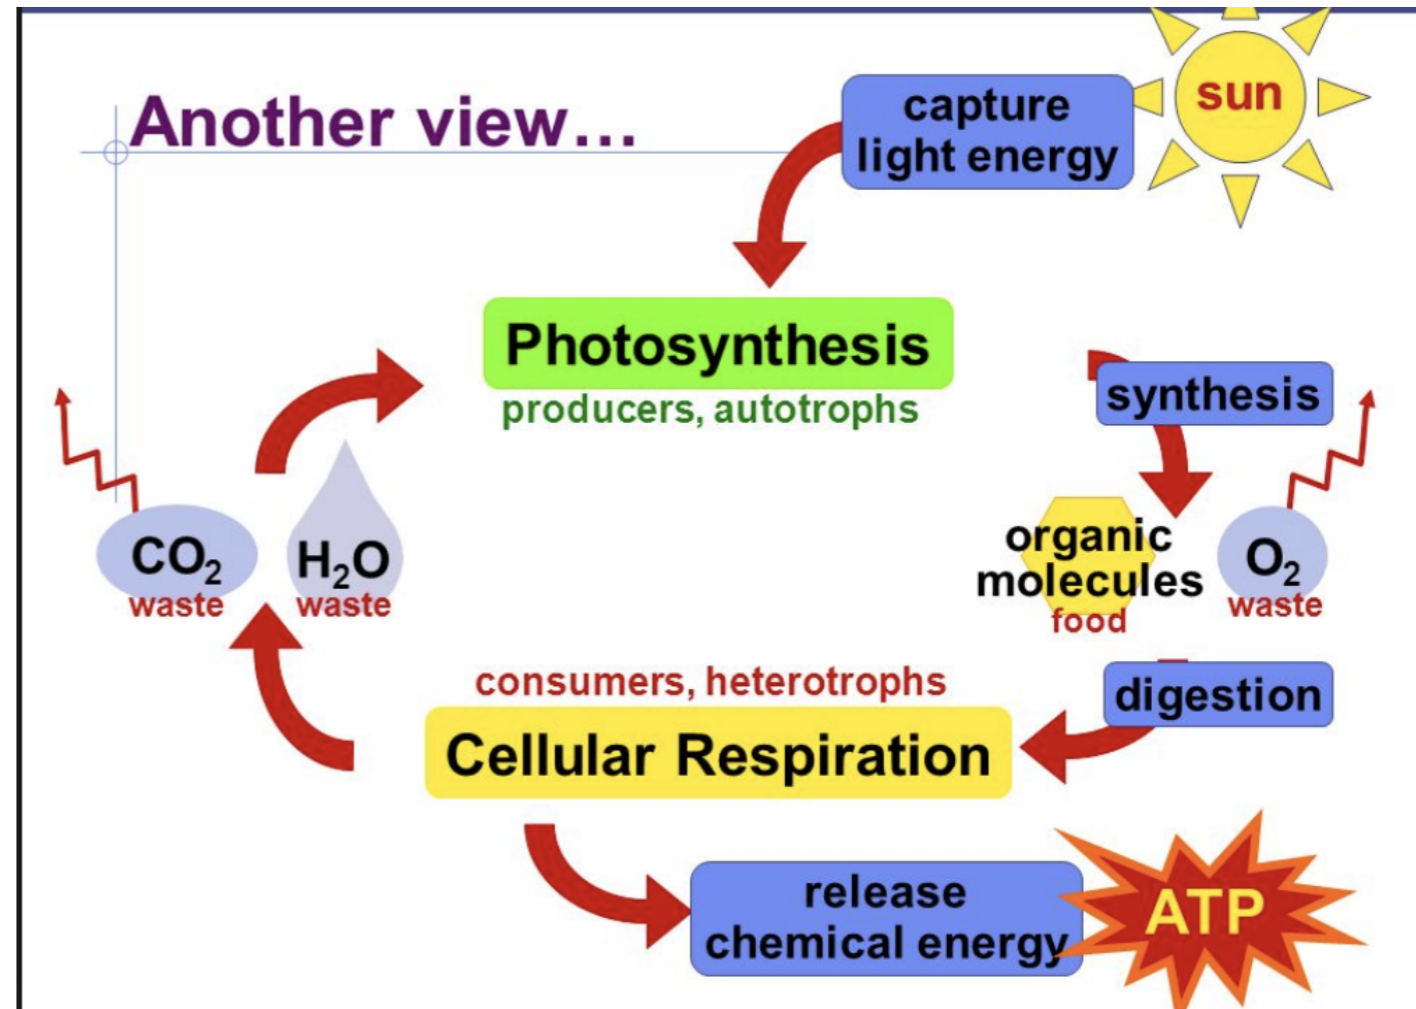 Another view…
capture
light energy
sun
Photosynthesis
producers, autotrophs
synthesis
CO2
waste
H2O
waste
organic
molecules
food
O2
waste
consumers, heterotrophs
digestion
Cellular Respiration
release
chemical energy
ATP